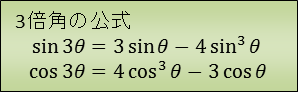 3倍角の公式
sin 3θ = 3 sin θ − 4 sin³ θ
cos 3θ = 4 cos³ θ − 3 cos θ